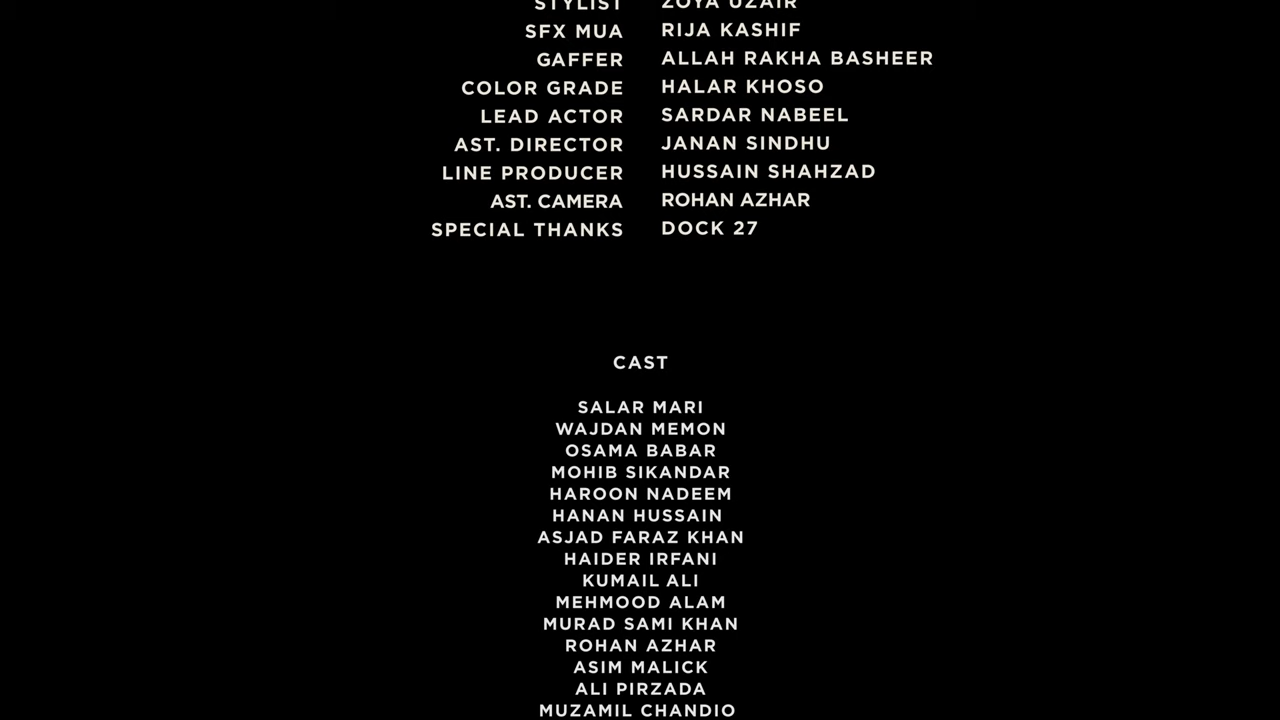 STYLIST ZOYA UZAIR
SFX MUA RIJA KASHIF
GAFFER ALLAH RAKHA BASHEER
COLOR GRADE HALAR KHOSO
LEAD ACTOR SARDAR NABEEL
AST. DIRECTOR JANAN SINDHU
LINE PRODUCER HUSSAIN SHAHZAD
AST. CAMERA ROHAN AZHAR
SPECIAL THANKS DOCK 27
CAST
SALAR MARI
WAJDAN MEMON
OSAMA BABAR
MOHIB SIKANDAR
HAROON NADEEM
HANAN HUSSAIN
ASJAD FARAZ KHAN
HAIDER IRFANI
KUMAIL ALI
MEHMOOD ALAM
MURAD SAMI KHAN
ROHAN AZHAR
ASIM MALICK
ALI PIRZADA
MUZAMIL CHANDIO